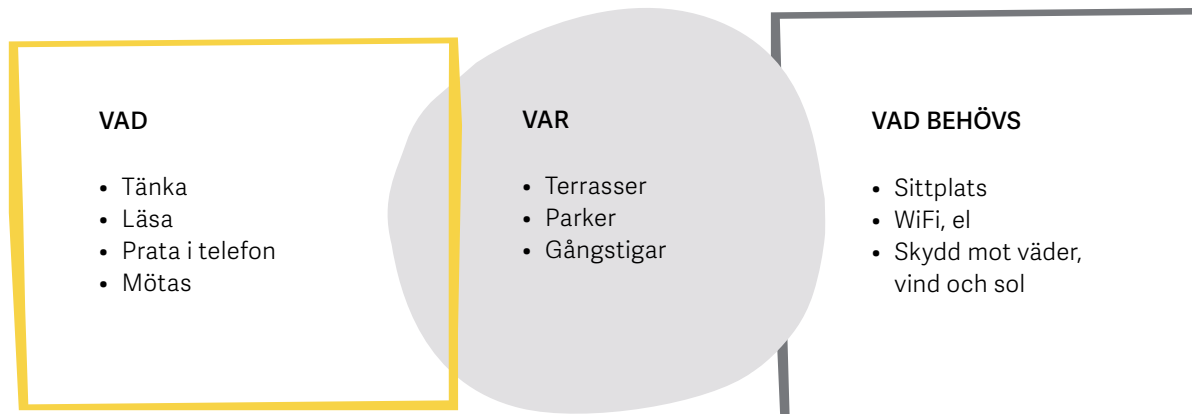 VAD
• Tänka
• Läsa
• Prata i telefon
• Mötas
VAR
• Terrasser
• Parker
• Gångstigar
VAD BEHÖVS
• Sittplats
• WiFi, el
• Skydd mot väder,
vind och sol